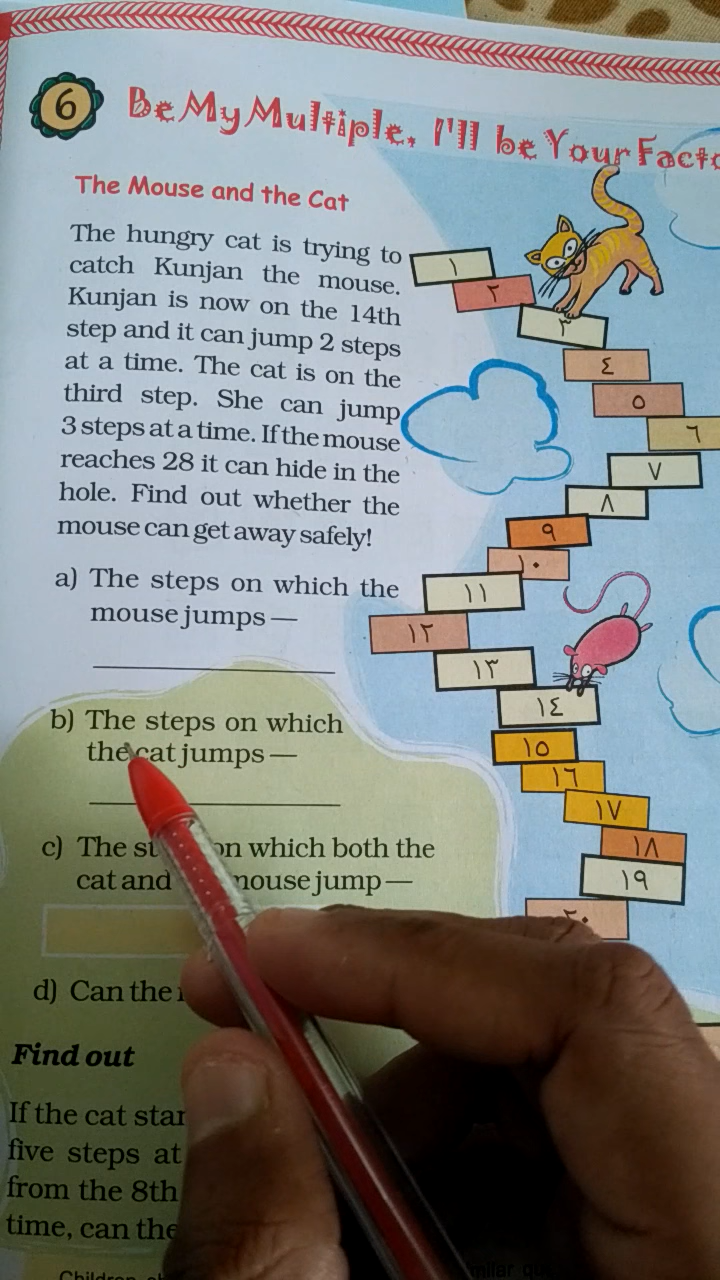 6
Be My Multiple, I'll be Your
The Mouse and the Cat
The hungry cat is trying to
catch Kunjan the mouse.
Kunjan is now on the 14th
step and it can jump 2 steps
at a time. The cat is on the
third step. She can jump
3 steps at a time. If the mouse
reaches 28 it can hide in the
hole. Find out whether the
mouse can get away safely!
a) The steps on which the
mouse jumps —
b) The steps on which
the cat jumps —
c) The on which both the
cat and mouse jump —
d) Can the
Find out
If the cat
five steps at
from the 8th
time, can the
١
٢
٣
٤
٥
٦
٧
٨
٩
١٠
١١
١٢
١٣
١٤
١٥
١٦
١٧
١٨
١٩
٢٠